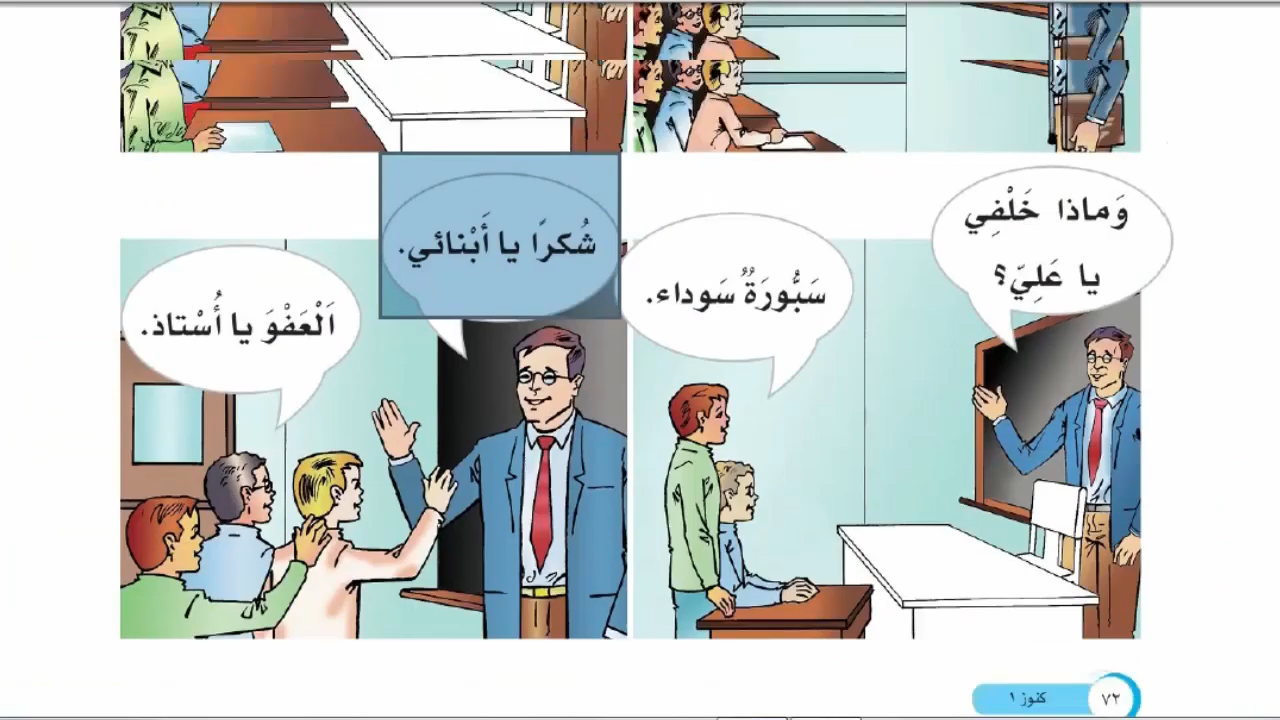 وَماذا خَلْفِي
يا عَلِيّ؟
سَبُّورَةٌ سَوداء.
شُكرًا يا أَبْنائي.
اَلْعَفْوَ يا أُسْتاذ.
٧٢
كنوز ١